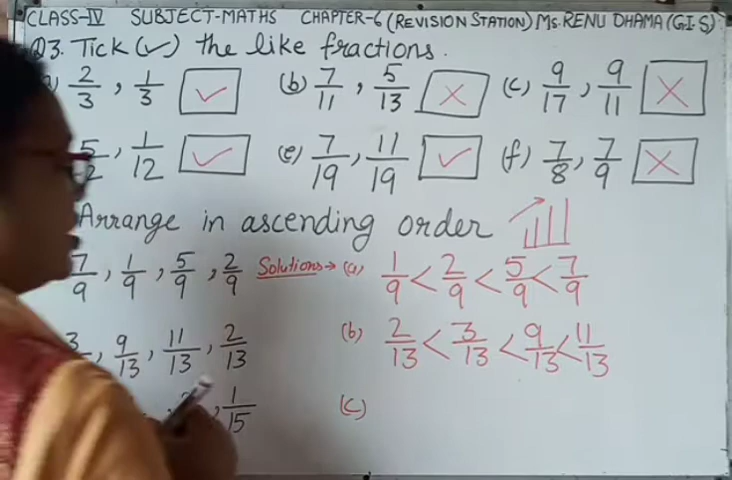 CLASS-IV SUBJECT-MATHS CHAPTER-6 (REVISION STATION) Ms. RENU DHAMA (G.I.S)
Q3. Tick (✓) the like fractions.
2/3, 1/3 ✓ (b) 7/11, 5/13 ✗ (c) 9/17, 9/11 ✗
1/12 ✓ (e) 7/19, 11/19 ✓ (f) 7/8, 7/9 ✗
Arrange in ascending order
7/9, 1/9, 5/9, 2/9 Solutions → (a) 1/9 < 2/9 < 5/9 < 7/9
, 9/13, 11/13, 2/13 (b) 2/13 < 3/13 < 9/13 < 11/13
, 1/15 (c)